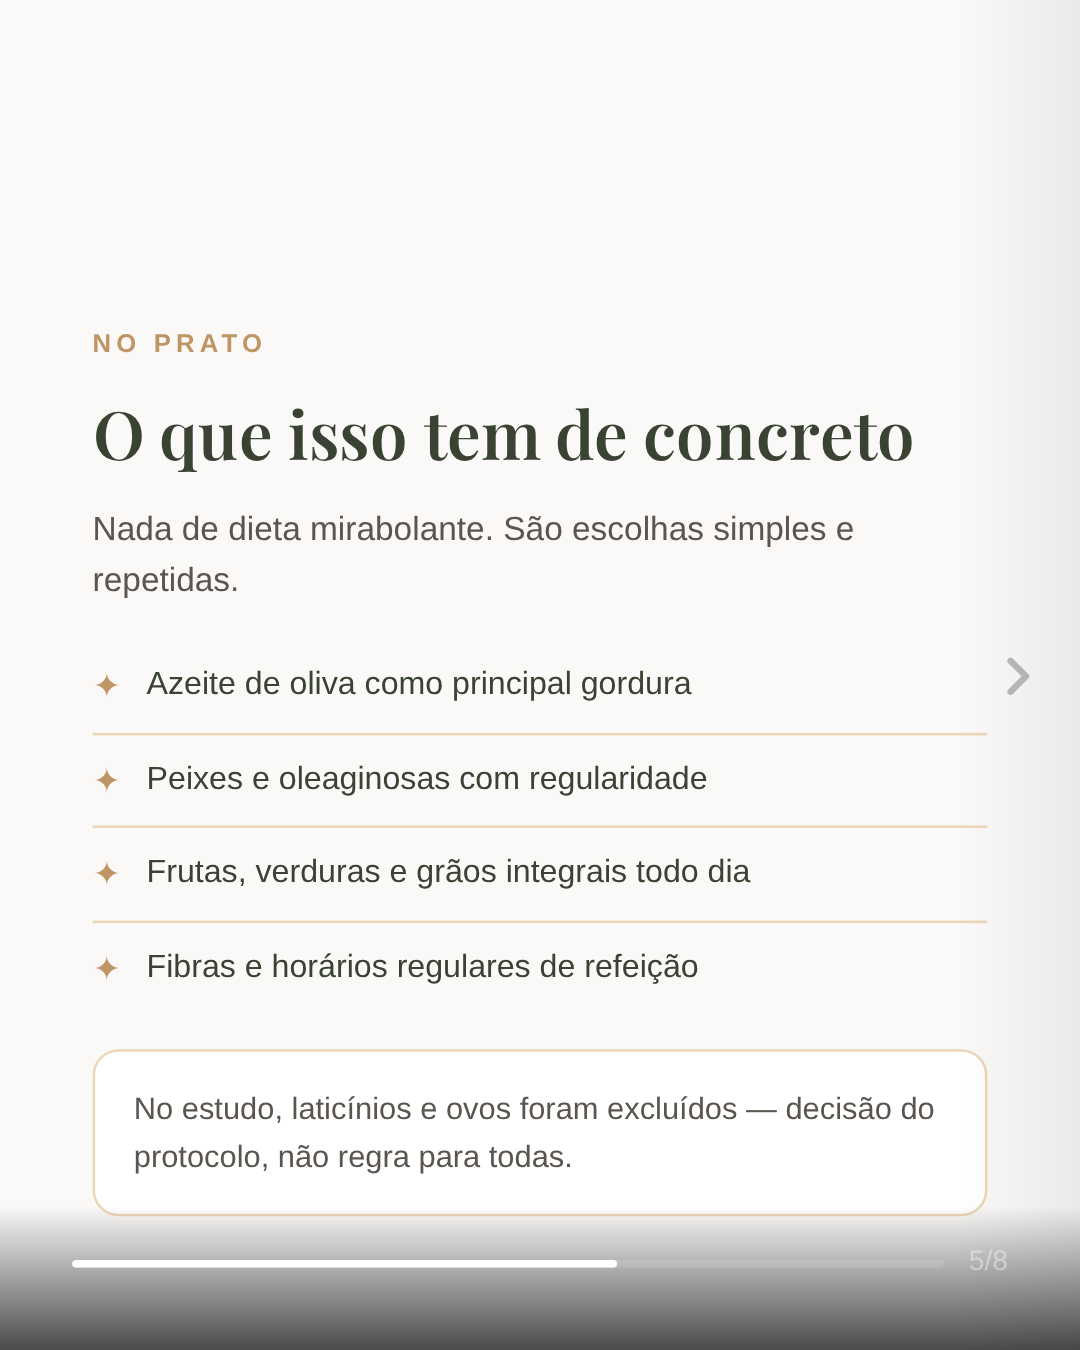 NO PRATO
O que isso tem de concreto
Nada de dieta mirabolante. São escolhas simples e
repetidas.
✦ Azeite de oliva como principal gordura
✦ Peixes e oleaginosas com regularidade
✦ Frutas, verduras e grãos integrais todo dia
✦ Fibras e horários regulares de refeição
No estudo, laticínios e ovos foram excluídos — decisão do
protocolo, não regra para todas.
5/8